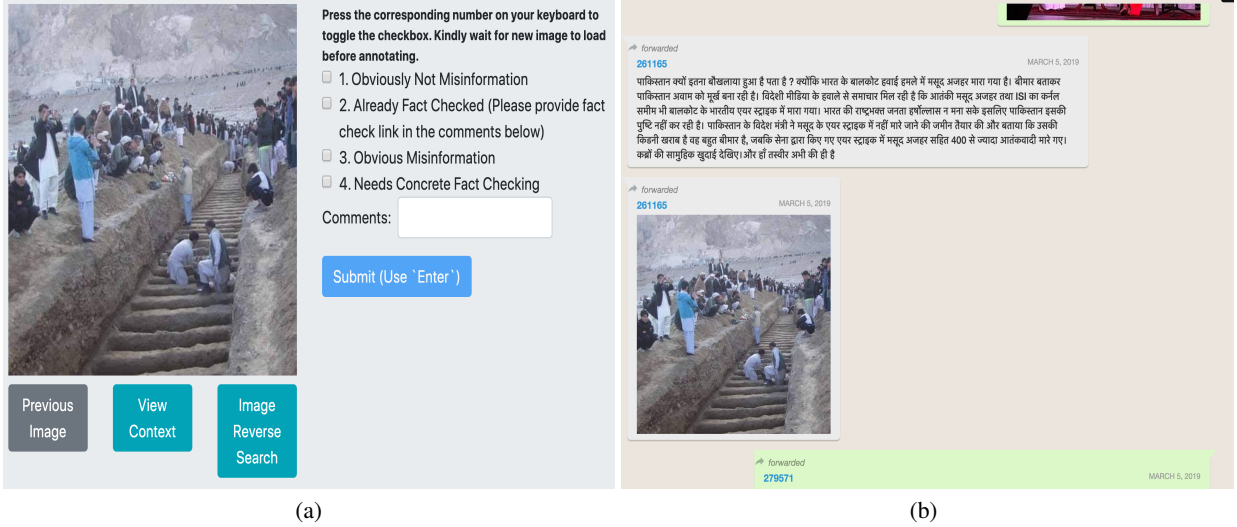 Press the corresponding number on your keyboard to
toggle the checkbox. Kindly wait for new image to load
before annotating.
1. Obviously Not Misinformation
2. Already Fact Checked (Please provide fact
check link in the comments below)
3. Obvious Misinformation
4. Needs Concrete Fact Checking
Comments:
Submit (Use `Enter`)
Previous
Image
View
Context
Image
Reverse
Search
(a)
forwarded
261165
MARCH 5, 2019
पाकिस्तान क्यों इतना बौखलाया हुआ है पता है ? क्योंकि भारत के बालकोट हवाई हमले में मसूद अजहर मारा गया है। बीमार बताकर
पाकिस्तान अवाम को मूर्ख बना रही है। विदेशी मीडिया के हवाले से समाचार मिल रही है कि आतंकी मसूद अजहर तथा ISI का कर्नल
समीम भी बालकोट के भारतीय एयर स्ट्राइक में मारा गया। भारत की राष्ट्रभक्त जनता हर्षोल्लास न मना सके इसलिए पाकिस्तान इसकी
पुष्टि नहीं कर रही है। पाकिस्तान के विदेश मंत्री ने मसूद के एयर स्ट्राइक में नहीं मारे जाने की जमीन तैयार की और बताया कि उसकी
किडनी खराब है वह बहुत बीमार है, जबकि सेना द्वारा किए गए एयर स्ट्राइक में मसूद अजहर सहित 400 से ज्यादा आतंकवादी मारे गए।
कब्रों की सामुहिक खुदाई देखिए।और हाँ तस्वीर अभी की ही है
forwarded
261165
MARCH 5, 2019
forwarded
279571
MARCH 5, 2019
(b)